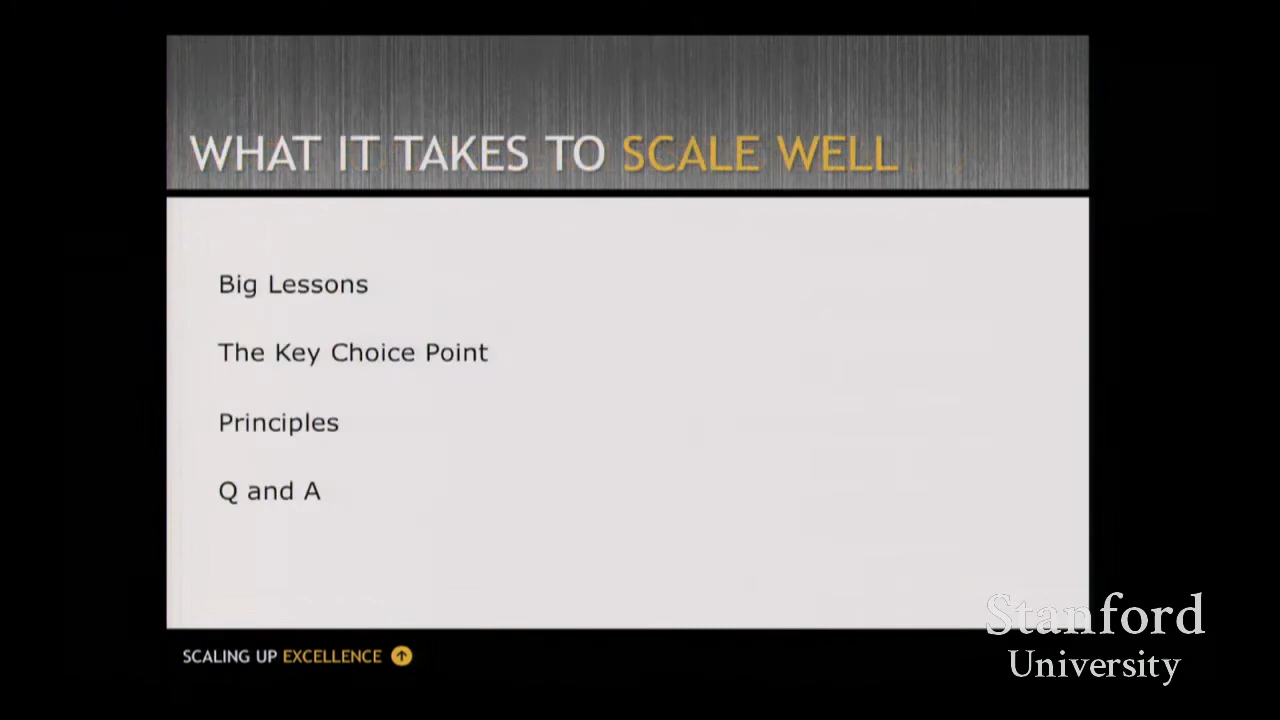 WHAT IT TAKES TO SCALE WELL
Big Lessons
The Key Choice Point
Principles
Q and A
SCALING UP EXCELLENCE
Stanford
University